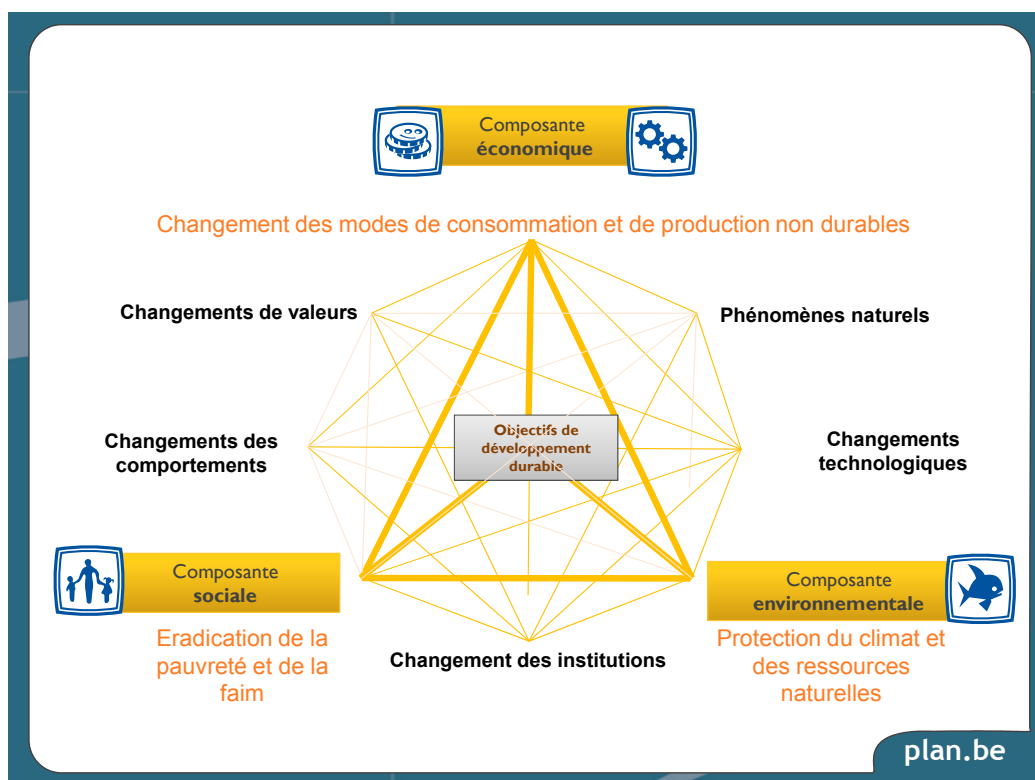 Composante
économique
Changement des modes de consommation et de production non durables
Changements de valeurs
Phénomènes naturels
Changements des
comportements
Objectifs de
développement
durable
Changements
technologiques
Composante
sociale
Composante
environnementale
Eradication de la
pauvreté et de la
faim
Changement des institutions
Protection du climat et
des ressources
naturelles
plan.be